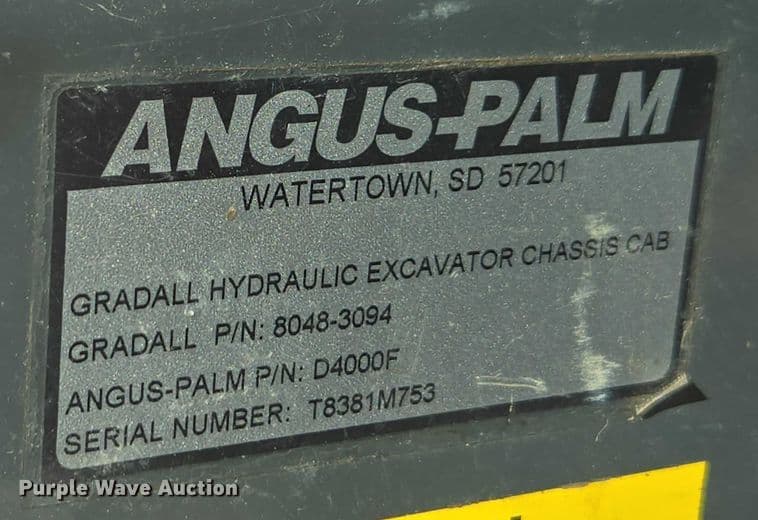 ANGUS-PALM
WATERTOWN, SD 57201
GRADALL HYDRAULIC EXCAVATOR CHASSIS CAB
GRADALL P/N: 8048-3094
ANGUS-PALM P/N: D4000F
SERIAL NUMBER: T8381M753
Purple Wave Auction